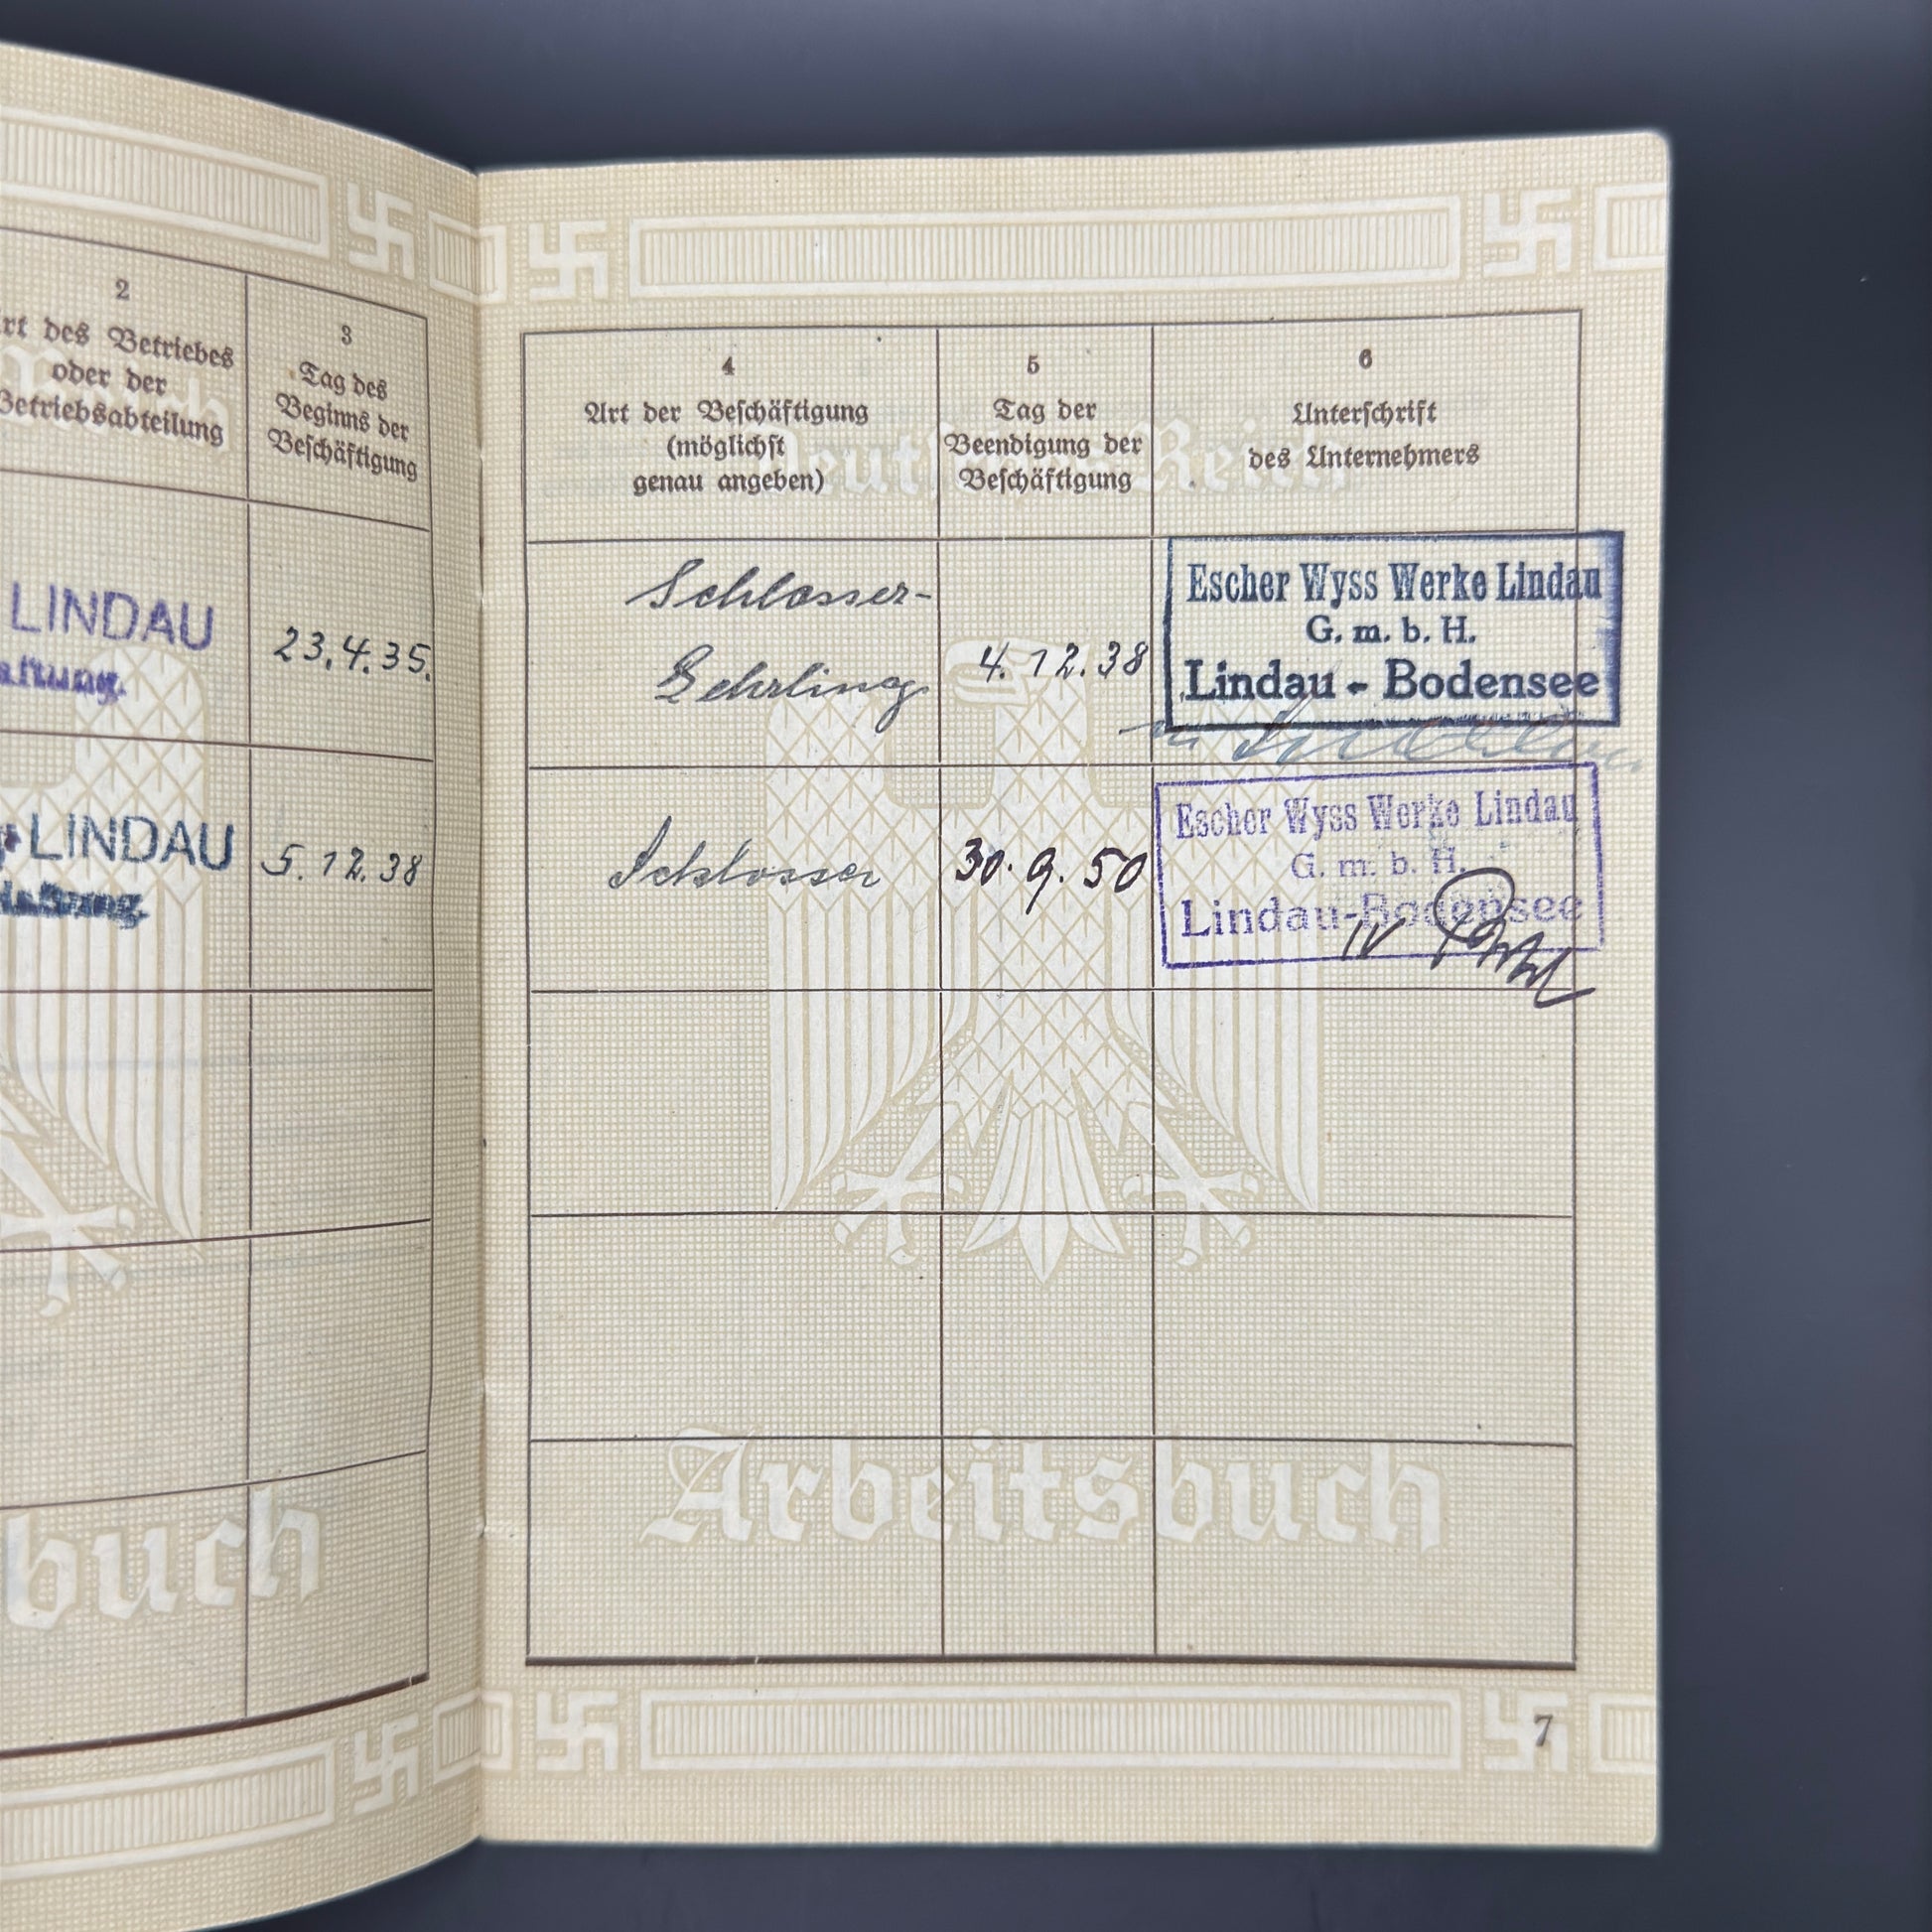 2
rt des Betriebes
oder der
Betriebsabteilung
3
Tag des
Beginns der
Beschäftigung
LINDAU
23.4.35.
LINDAU
5.12.38
buch
4
Art der Beschäftigung
(möglichst
genau angeben)
5
Tag der
Beendigung der
Beschäftigung
6
Unterschrift
des Unternehmers
Deutsches Reich
Schlosser-
Lehrling
4.12.38
Escher Wyss Werke Lindau
G. m. b. H.
Lindau - Bodensee
Schlosser
30.9.50
Escher Wyss Werke Lindau
G. m. b. H.
Lindau-Bodensee
Arbeitsbuch
7